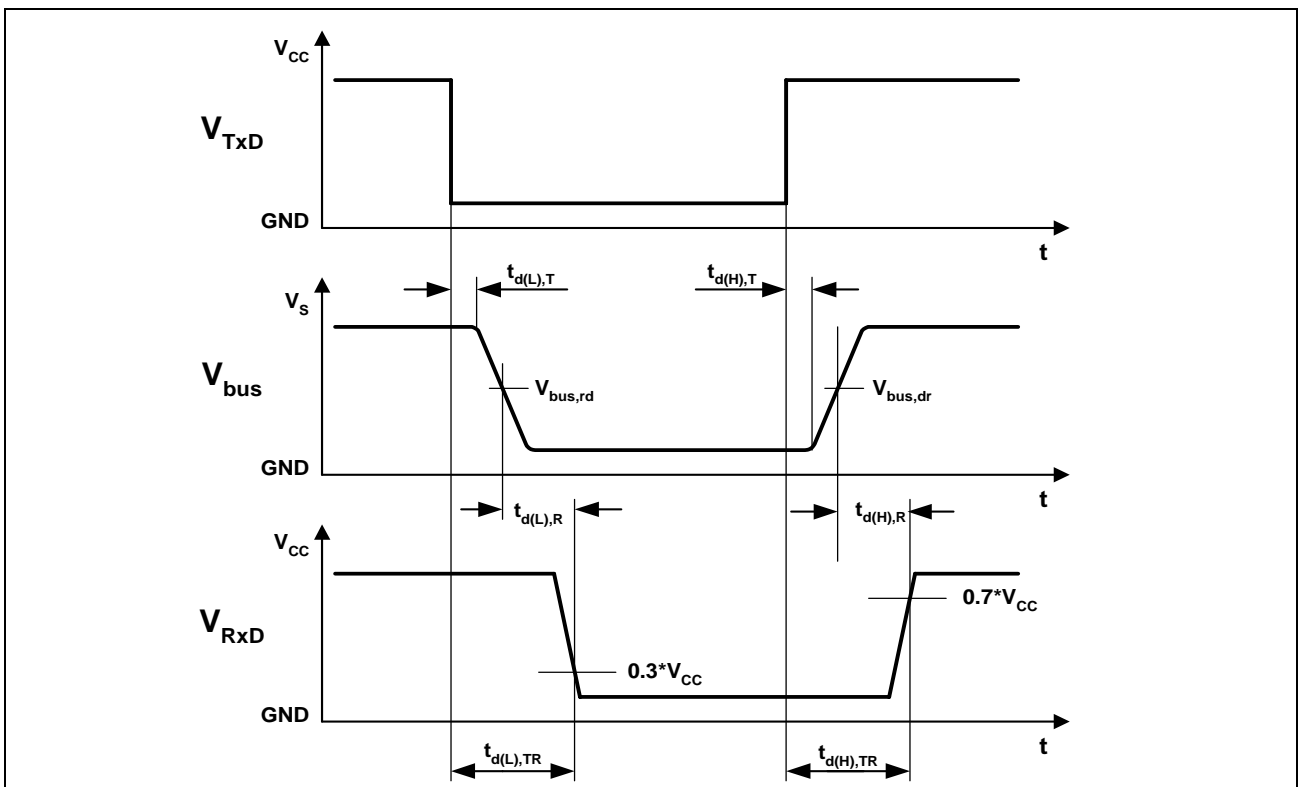 VCC
VTxD
GND
t
td(L),T
td(H),T
VS
Vbus
Vbus,rd
Vbus,dr
GND
t
td(L),R
td(H),R
VCC
0.7*VCC
VRxD
0.3*VCC
GND
t
td(L),TR
td(H),TR